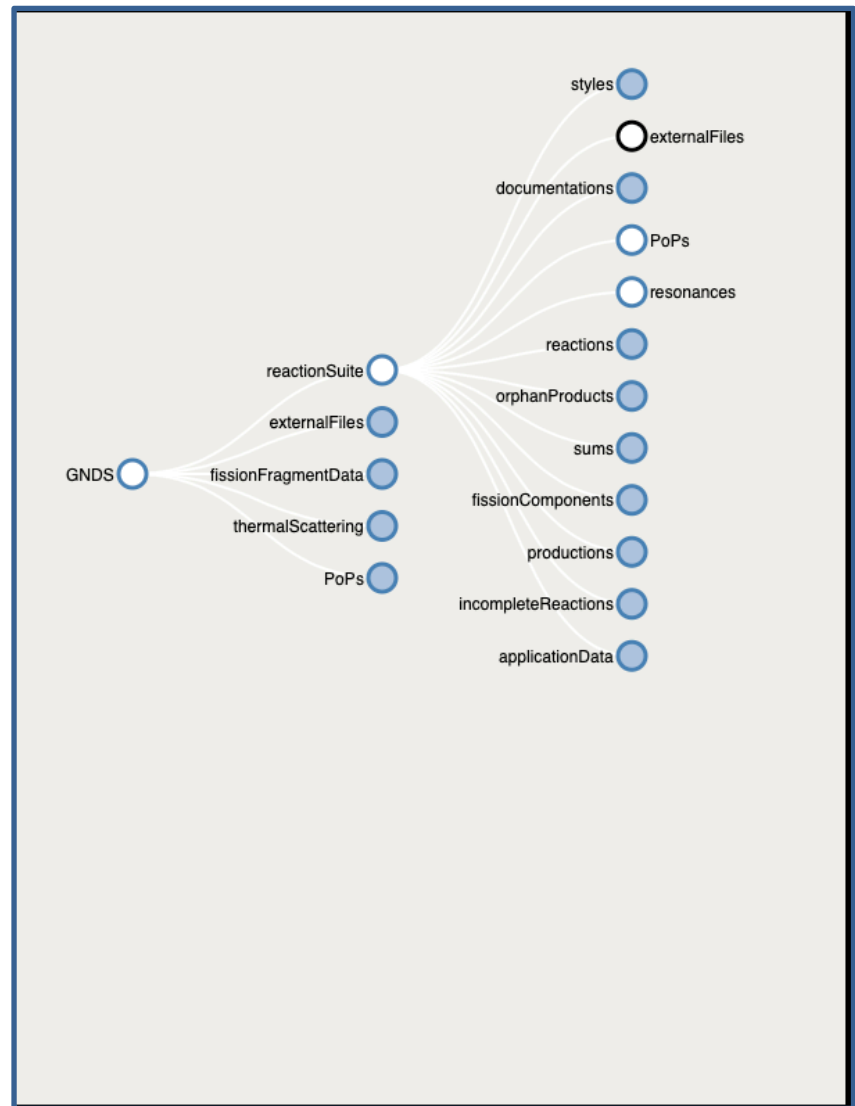 styles
externalFiles
documentations
PoPs
resonances
reactions
reactionSuite
orphanProducts
externalFiles
sums
GNDS
fissionFragmentData
fissionComponents
thermalScattering
productions
PoPs
incompleteReactions
applicationData